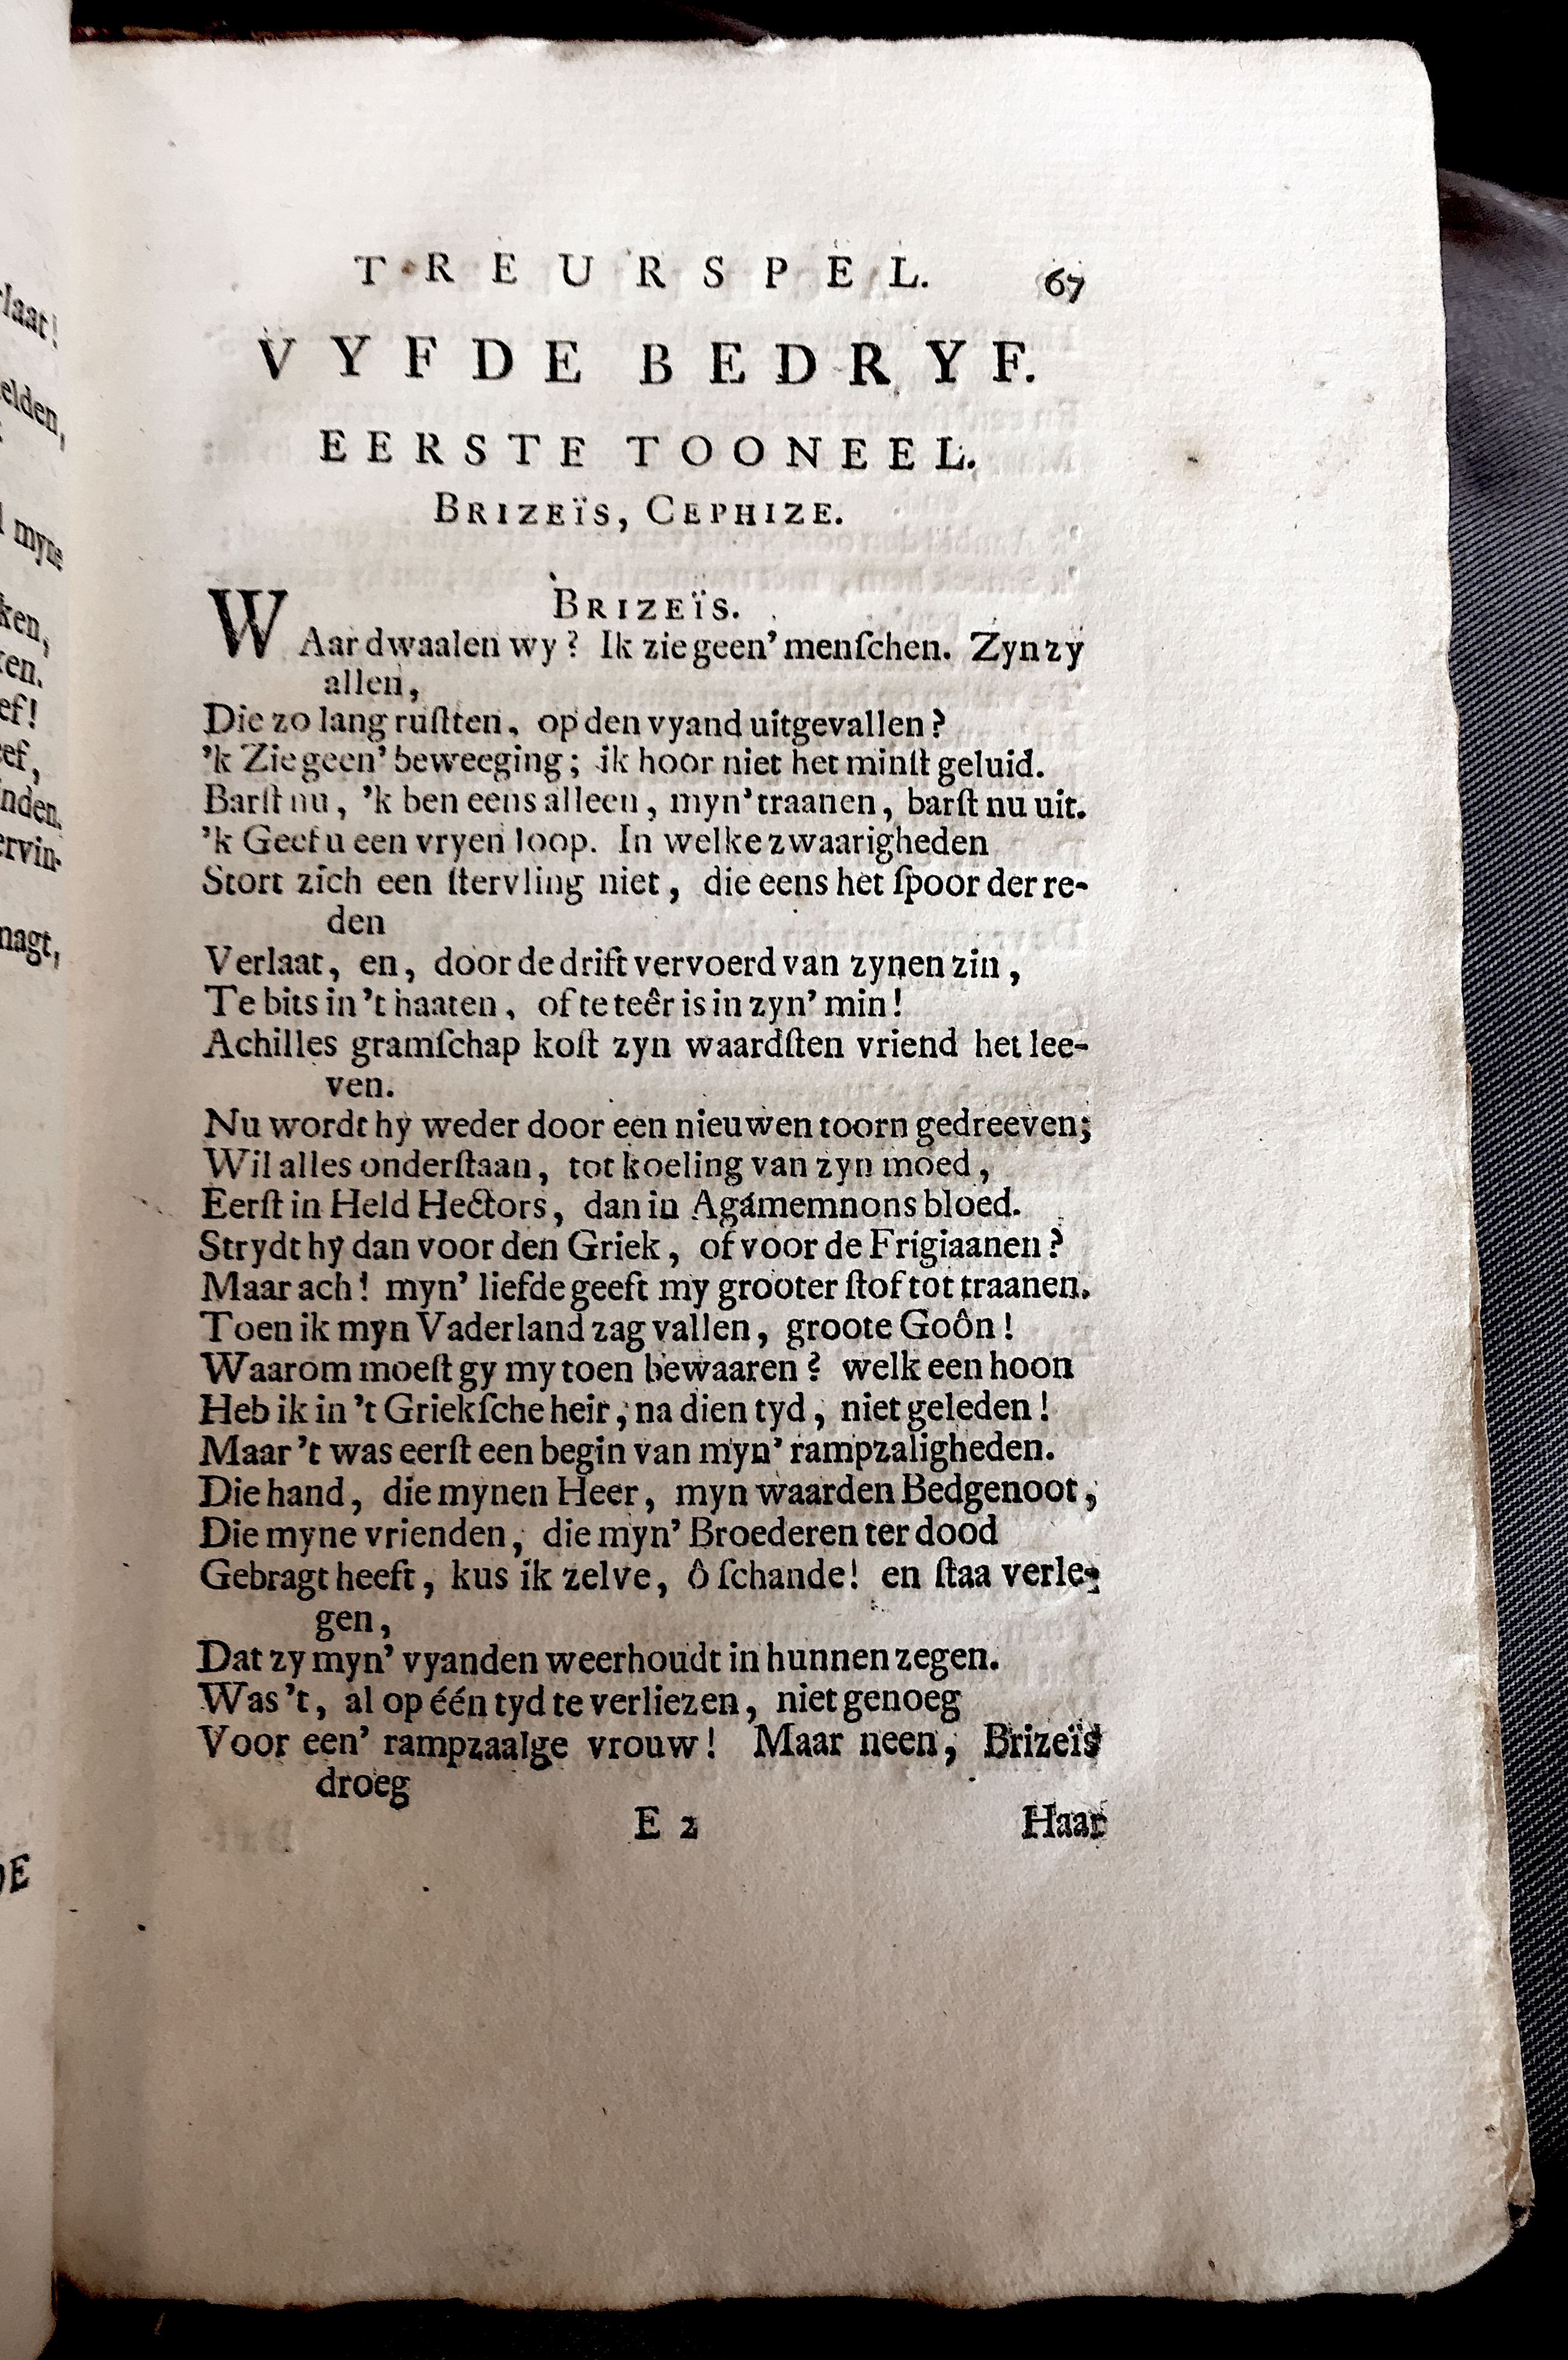 TREURSPEL. 67
VYFDE BEDRYF.
EERSTE TOONEEL.
BRIZEÏS, CEPHIZE.
BRIZEÏS.
WAar dwaalen wy? Ik zie geen' menſchen. Zyn zy
allen,
Die zo lang ruſtten, op den vyand uitgevallen?
'k Zie geen' beweeging; ik hoor niet het minſt geluid.
Barſt nu, 'k ben eens alleen, myn' traanen, barſt nu uit.
'k Geef u een vryen loop. In welke zwaarigheden
Stort zich een ſtervling niet, die eens het ſpoor der re-
den
Verlaat, en, door de drift vervoerd van zynen zin,
Te bits in 't haaten, of te teêr is in zyn' min!
Achilles gramſchap koſt zyn waardſten vriend het lee-
ven.
Nu wordt hy weder door een nieuwen toorn gedreeven;
Wil alles onderſtaan, tot koeling van zyn moed,
Eerſt in Held Hectors, dan in Agamemnons bloed.
Strydt hy dan voor den Griek, of voor de Frigiaanen?
Maar ach! myn' liefde geeft my grooter ſtof tot traanen.
Toen ik myn Vaderland zag vallen, groote Goôn!
Waarom moeſt gy my toen bewaaren? welk een hoon
Heb ik in 't Griekſche heir, na dien tyd, niet geleden!
Maar 't was eerſt een begin van myn' rampzaligheden.
Die hand, die mynen Heer, myn waarden Bedgenoot,
Die myne vrienden, die myn' Broederen ter dood
Gebragt heeft, kus ik zelve, ô ſchande! en ſtaa verle-
gen,
Dat zy myn' vyanden weerhoudt in hunnen zegen.
Was 't, al op één tyd te verliezen, niet genoeg
Voor een' rampzaalge vrouw! Maar neen, Brizeïs
droeg
E 2 Haar
laat!
elden,
myne
ken,
ef!
ef,
nden.
ervin-
nagt,
DE